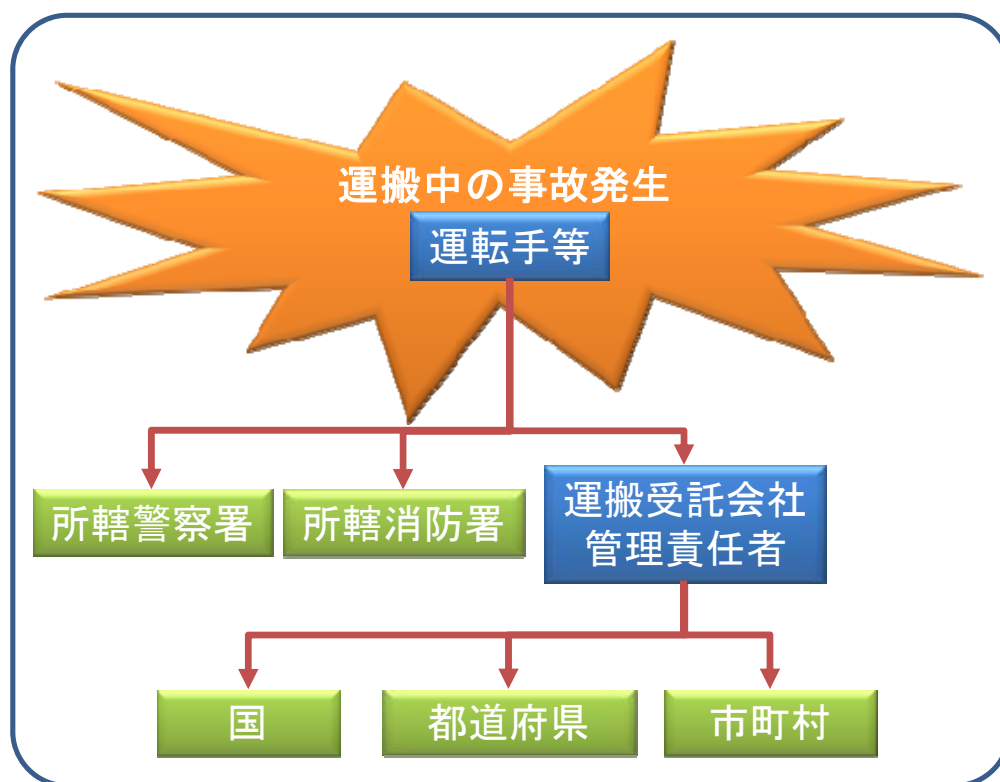 運搬中の事故発生
運転手等
所轄警察署
所轄消防署
運搬受託会社
管理責任者
国
都道府県
市町村